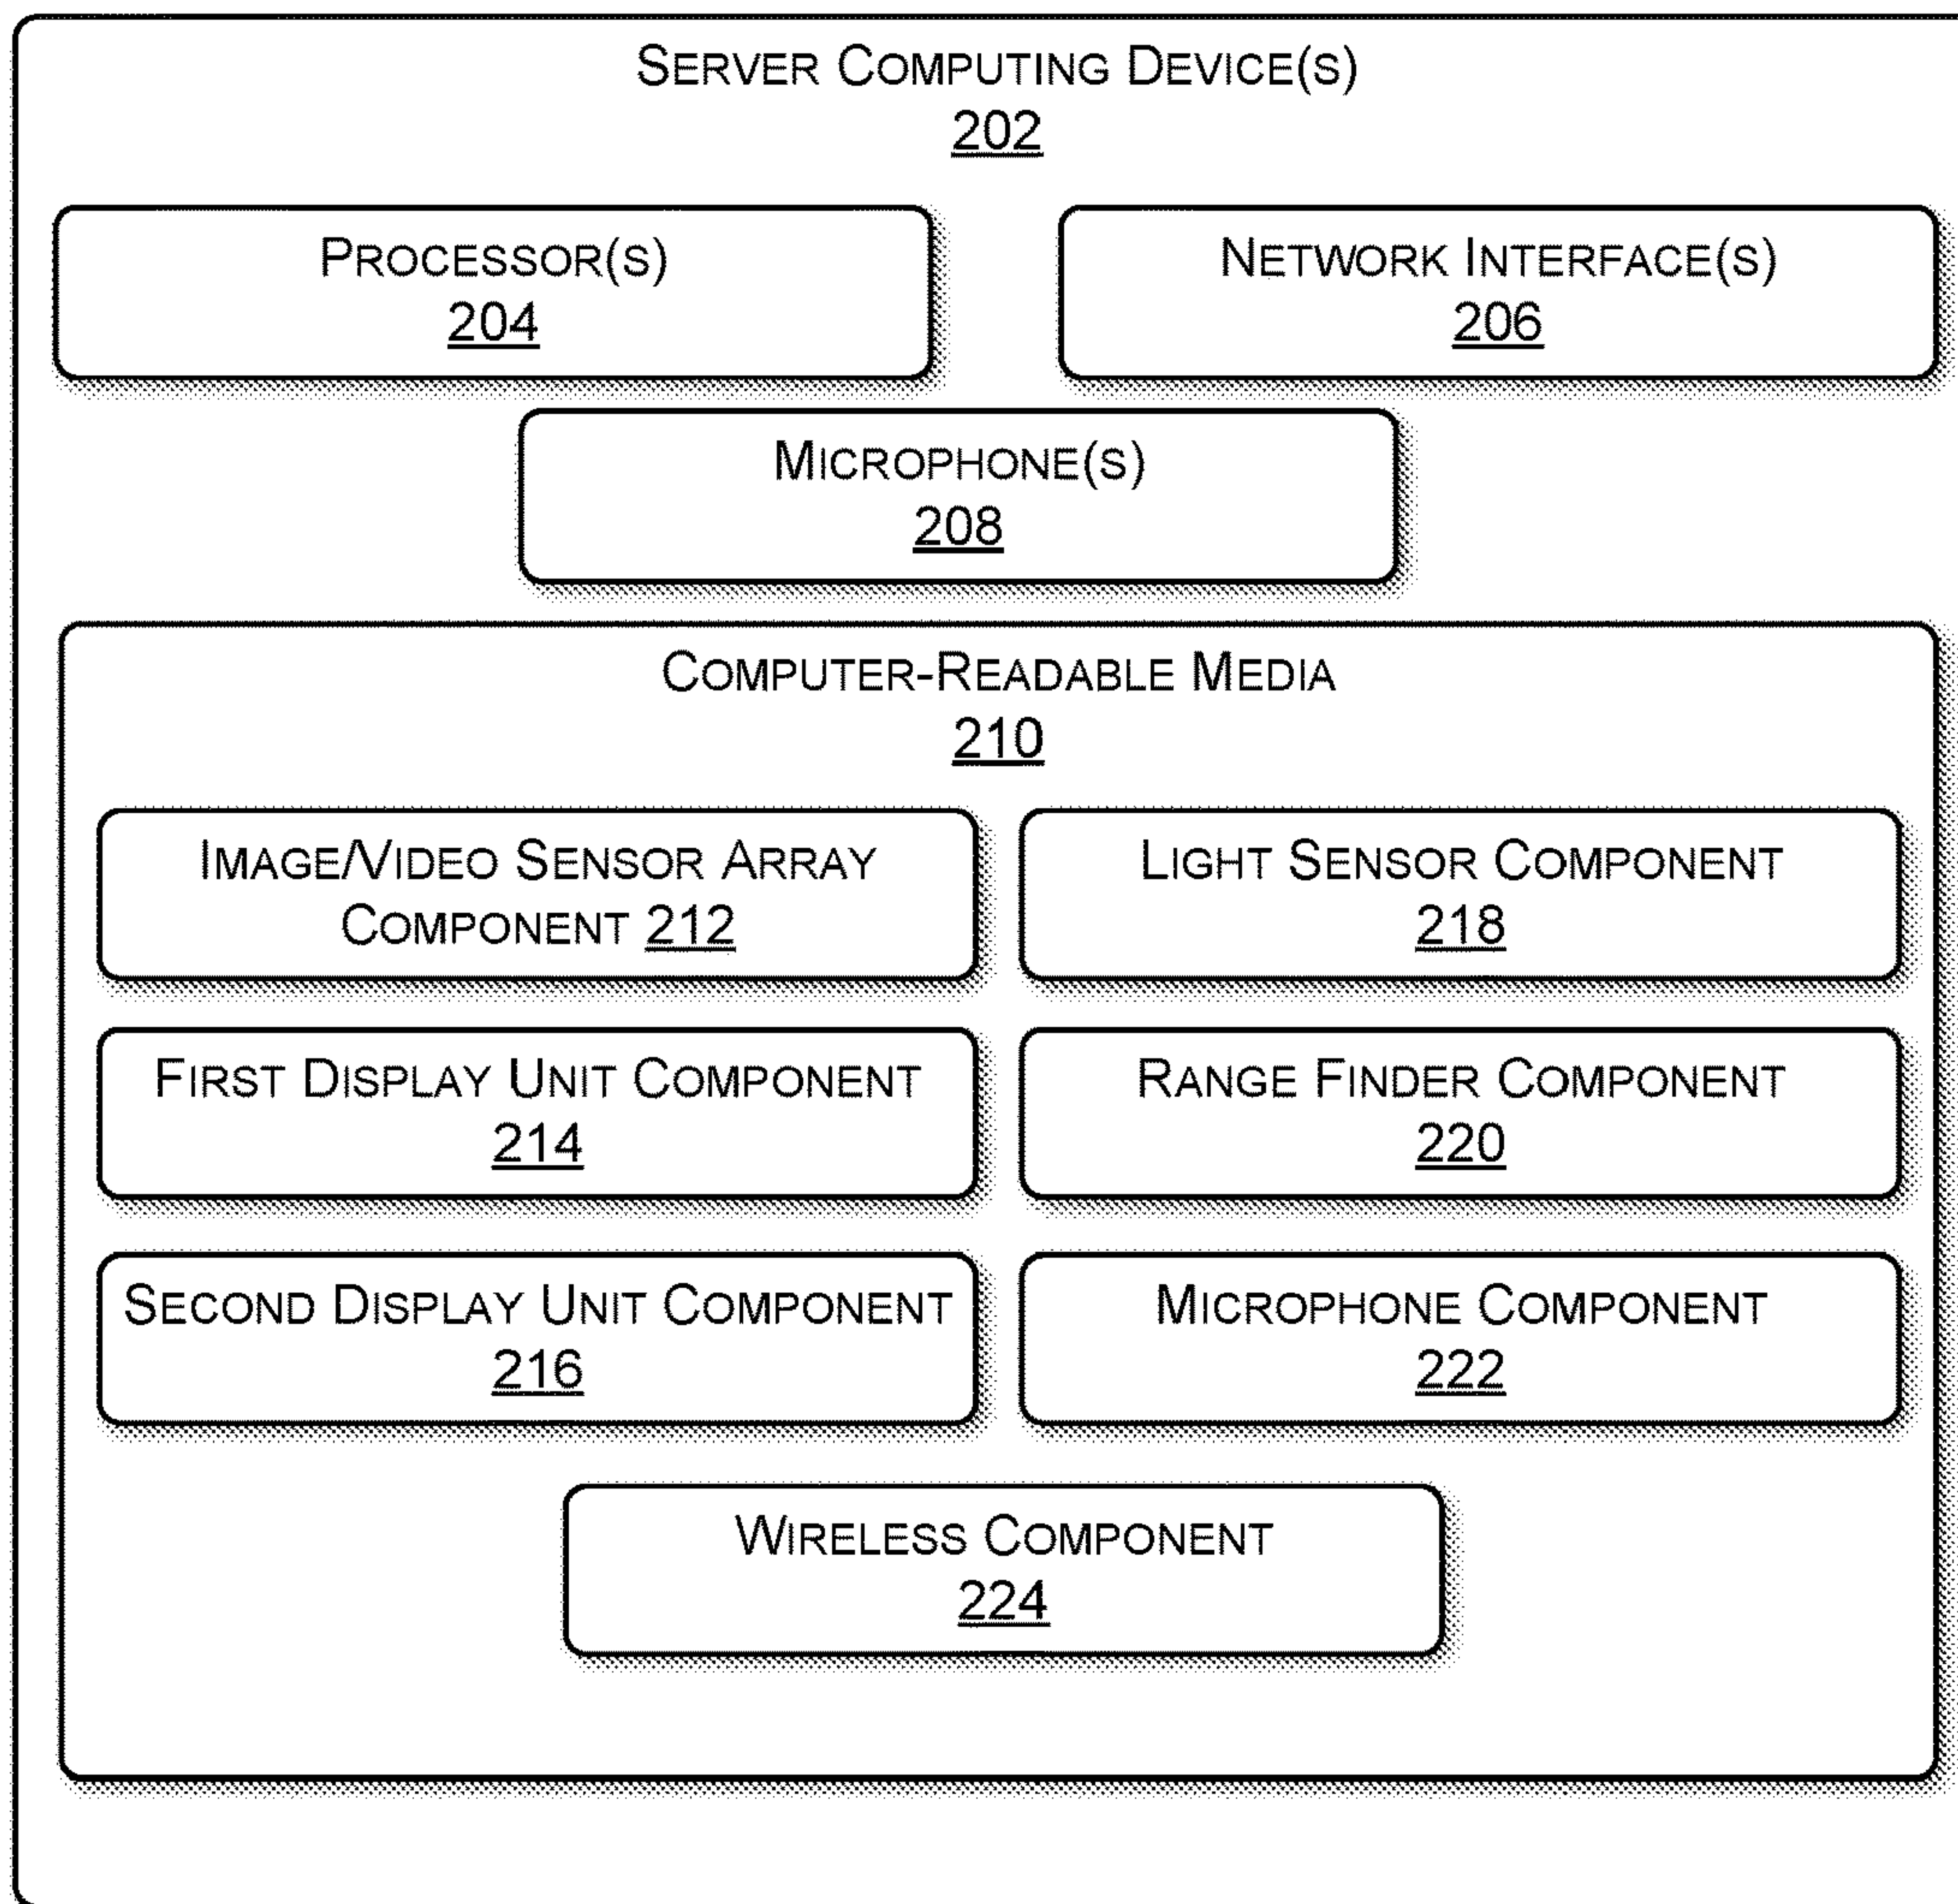 SERVER COMPUTING DEVICE(S)
202
PROCESSOR(S)
204
NETWORK INTERFACE(S)
206
MICROPHONE(S)
208
COMPUTER-READABLE MEDIA
210
IMAGE/VIDEO SENSOR ARRAY
COMPONENT 212
LIGHT SENSOR COMPONENT
218
FIRST DISPLAY UNIT COMPONENT
214
RANGE FINDER COMPONENT
220
SECOND DISPLAY UNIT COMPONENT
216
MICROPHONE COMPONENT
222
WIRELESS COMPONENT
224